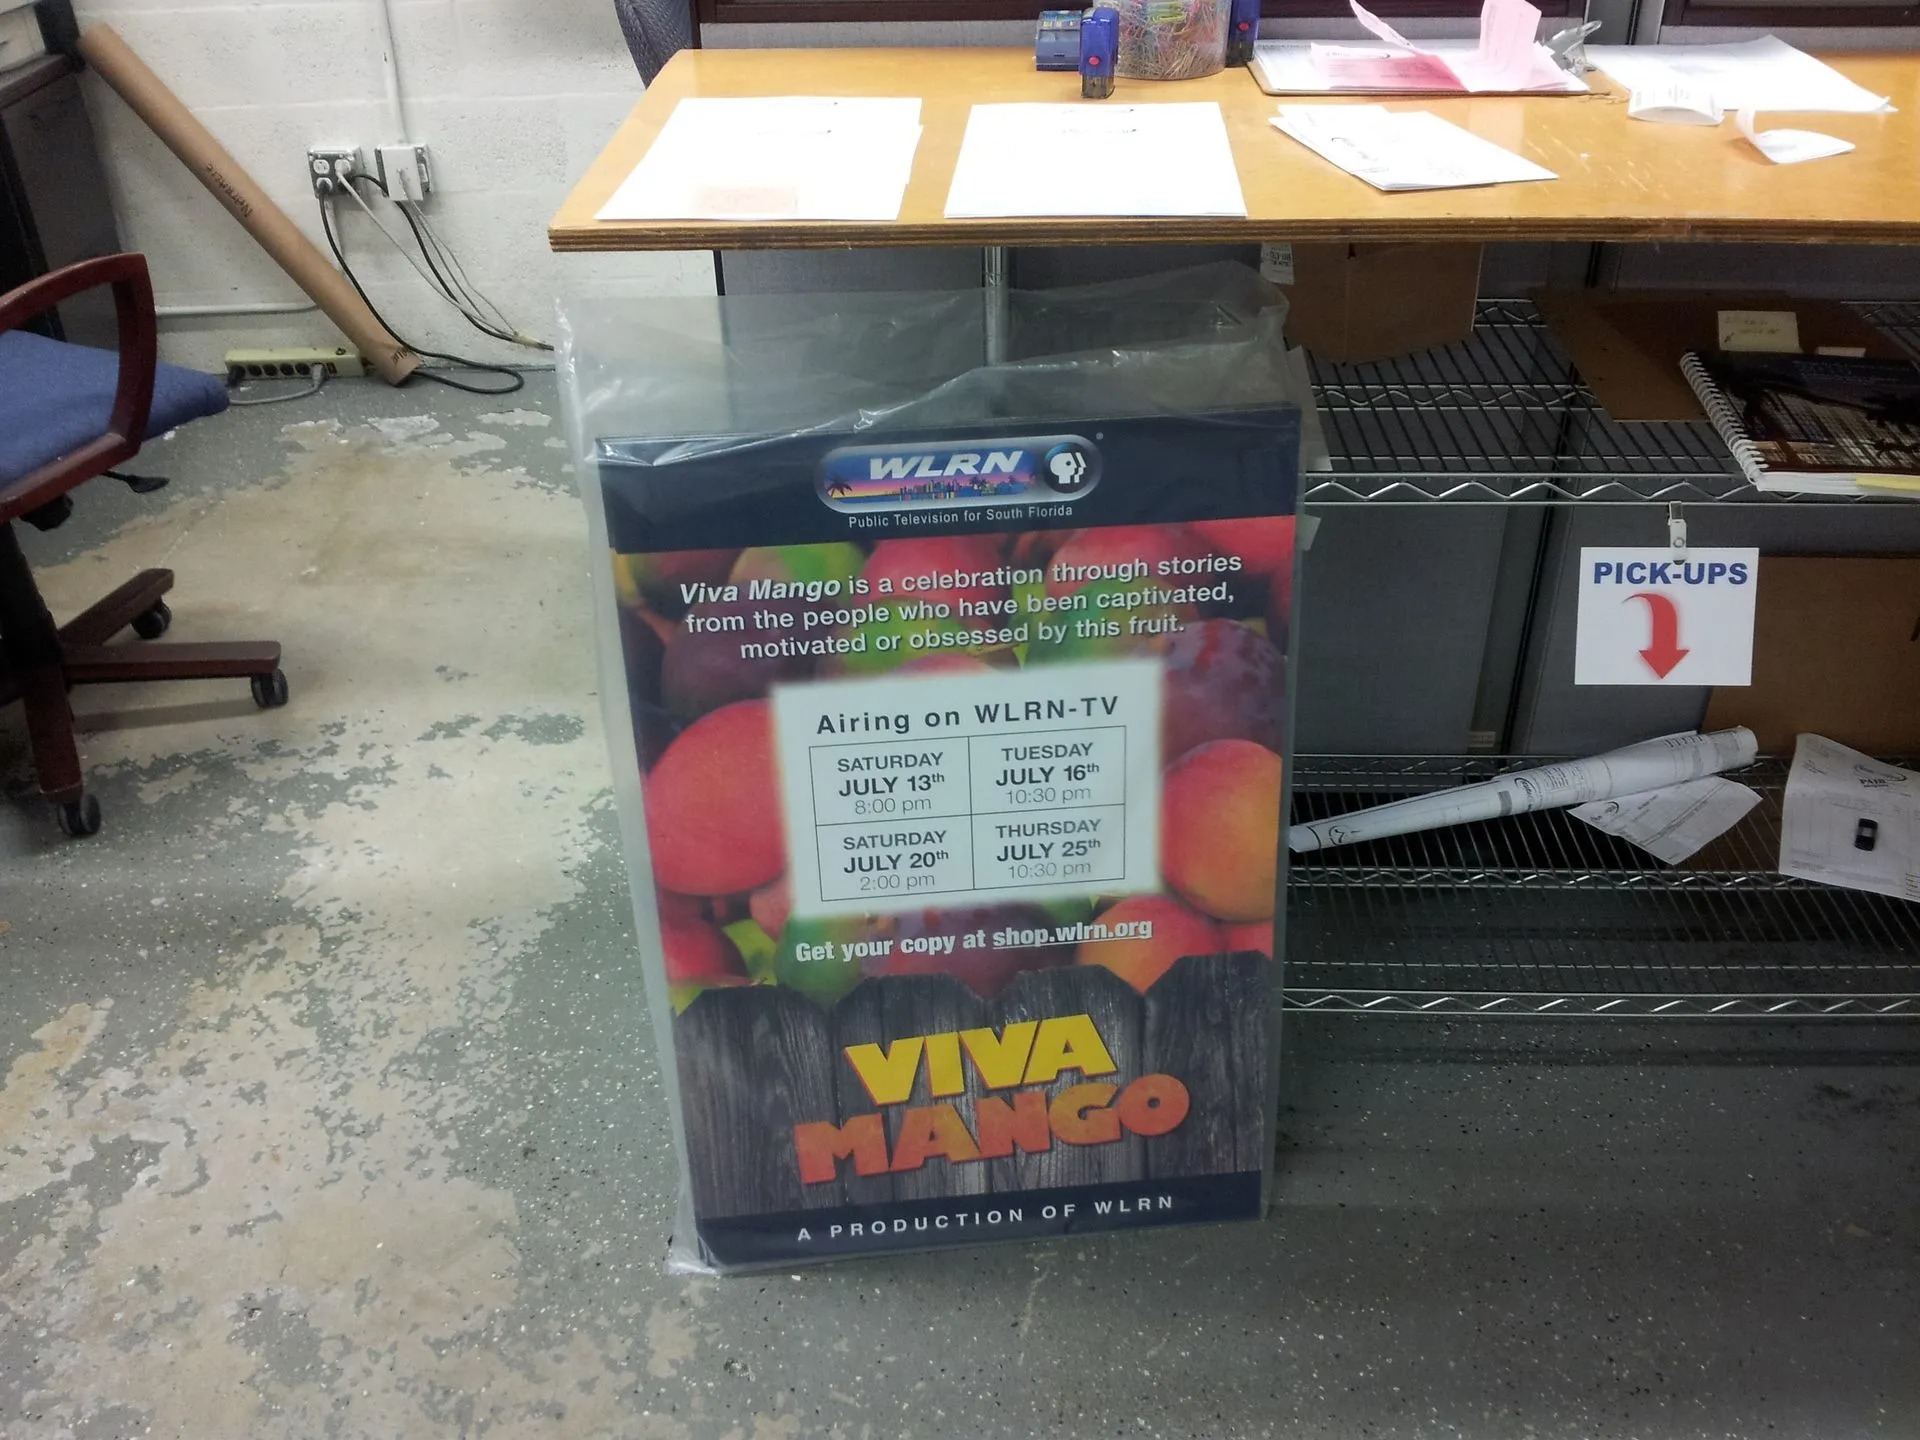 WLRN
Public Television for South Florida
Viva Mango is a celebration through stories
from the people who have been captivated,
motivated or obsessed by this fruit.
Airing on WLRN-TV
SATURDAY
JULY 13th
8:00 pm
TUESDAY
JULY 16th
10:30 pm
SATURDAY
JULY 20th
2:00 pm
THURSDAY
JULY 25th
10:30 pm
Get your copy at shop.wlrn.org
VIVA
MANGO
A PRODUCTION OF WLRN
PICK-UPS
PAID